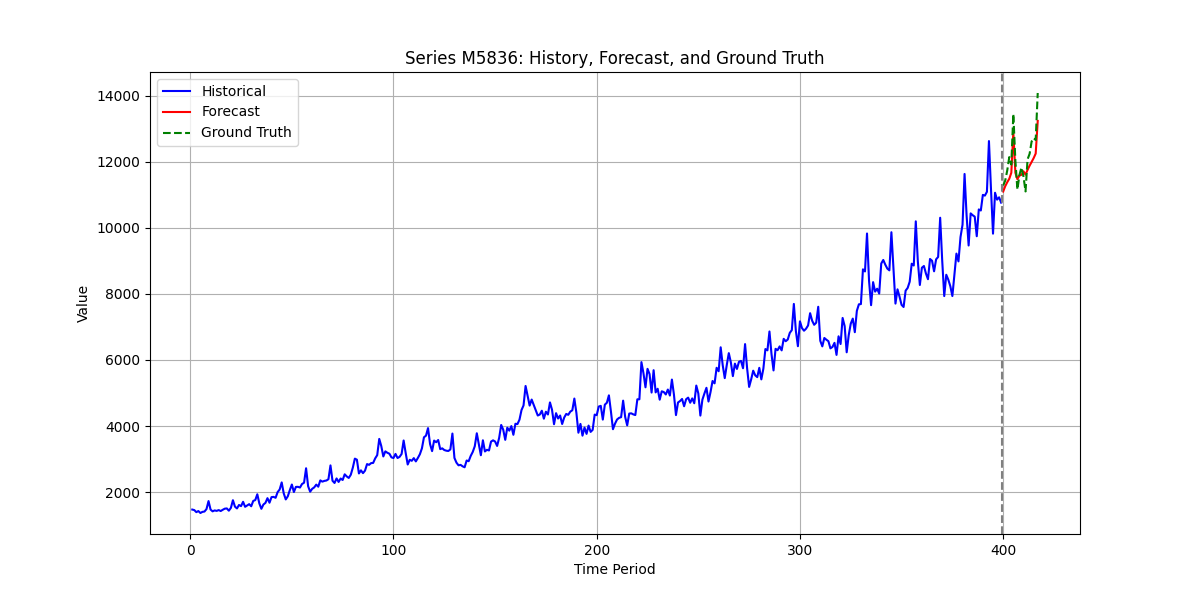 Series M5836: History, Forecast, and Ground Truth
Historical
Forecast
Ground Truth
14000
12000
10000
8000
6000
4000
2000
Value
0 100 200 300 400
Time Period